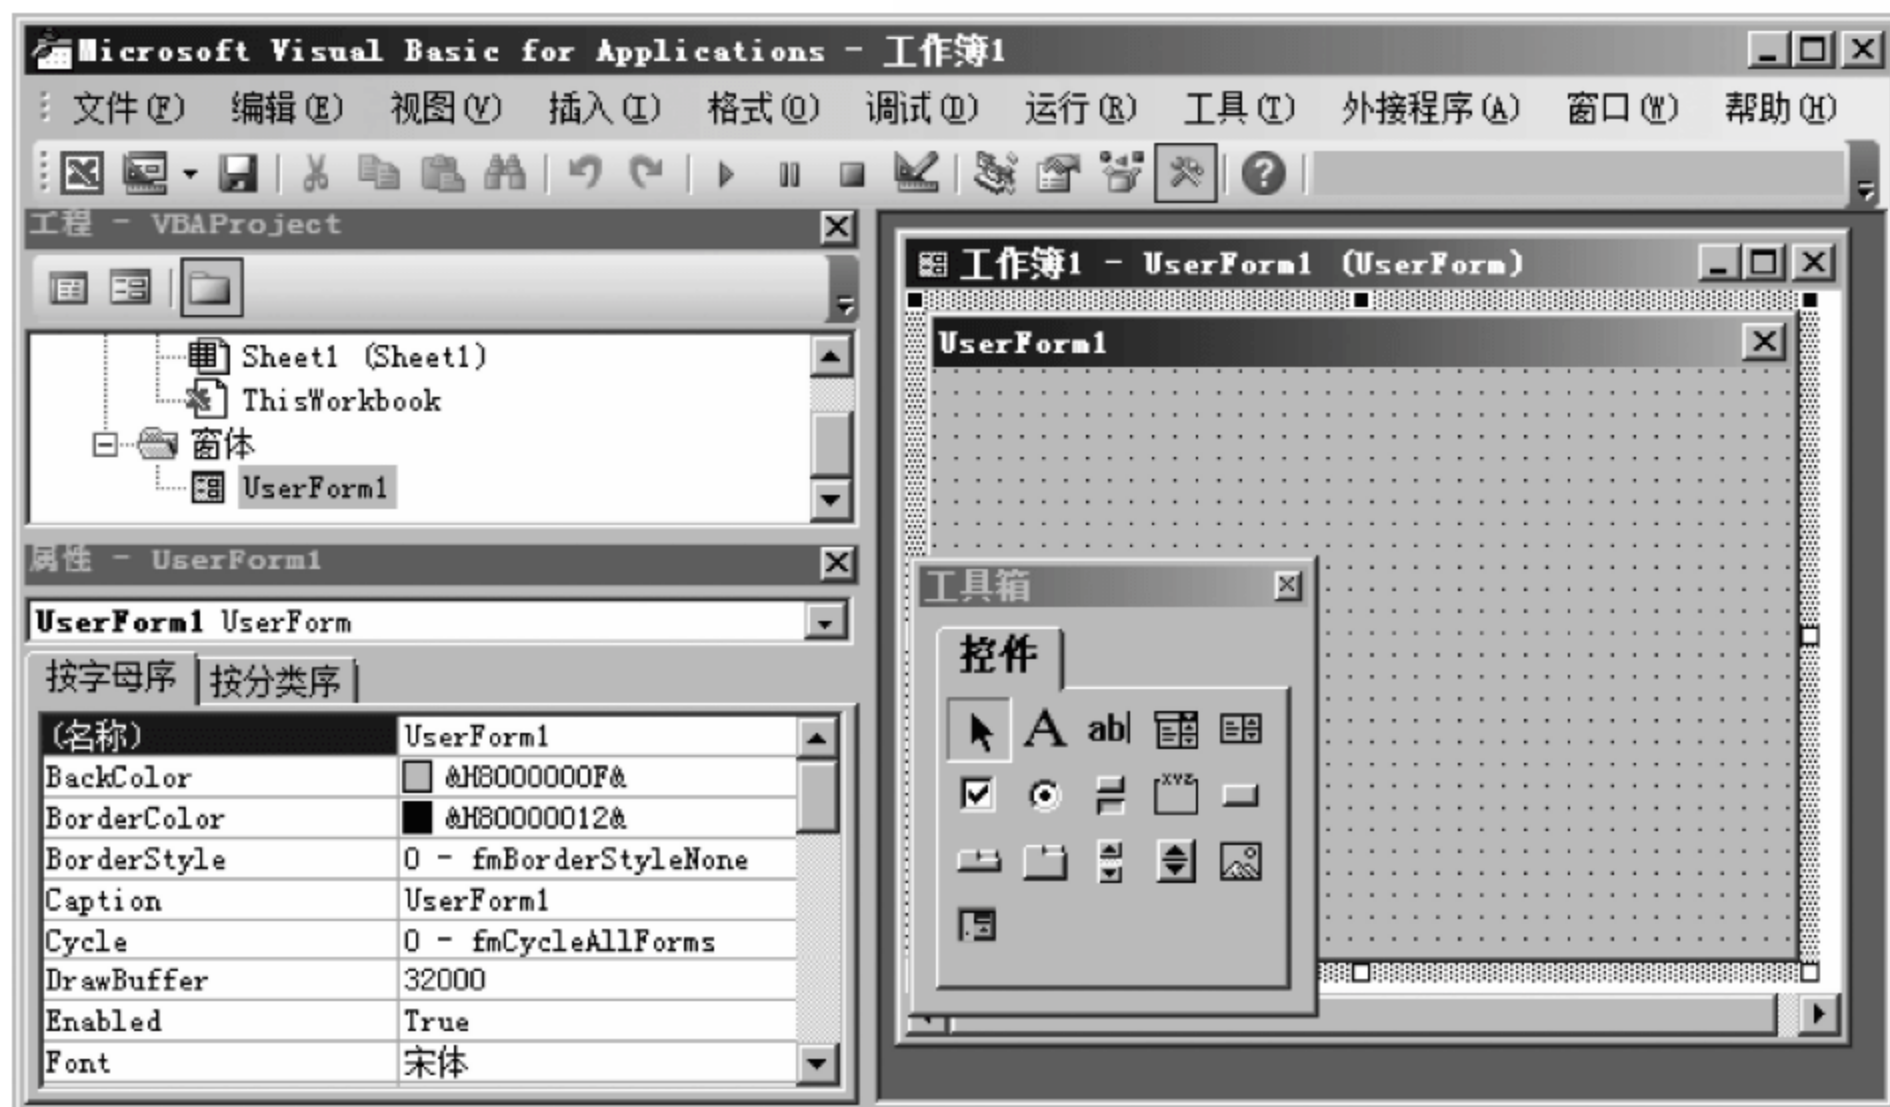 Microsoft Visual Basic for Applications - 工作簿1
文件(F) 编辑(E) 视图(V) 插入(I) 格式(O) 调试(D) 运行(R) 工具(T) 外接程序(A) 窗口(W) 帮助(H)
工程 - VBAProject
Sheet1 (Sheet1)
ThisWorkbook
窗体
UserForm1
属性 - UserForm1
UserForm1 UserForm
按字母序 按分类序
(名称) UserForm1
BackColor &H8000000F&
BorderColor &H80000012&
BorderStyle 0 - fmBorderStyleNone
Caption UserForm1
Cycle 0 - fmCycleAllForms
DrawBuffer 32000
Enabled True
Font 宋体
工作簿1 - UserForm1 (UserForm)
UserForm1
工具箱
控件
A ab|
XYZ